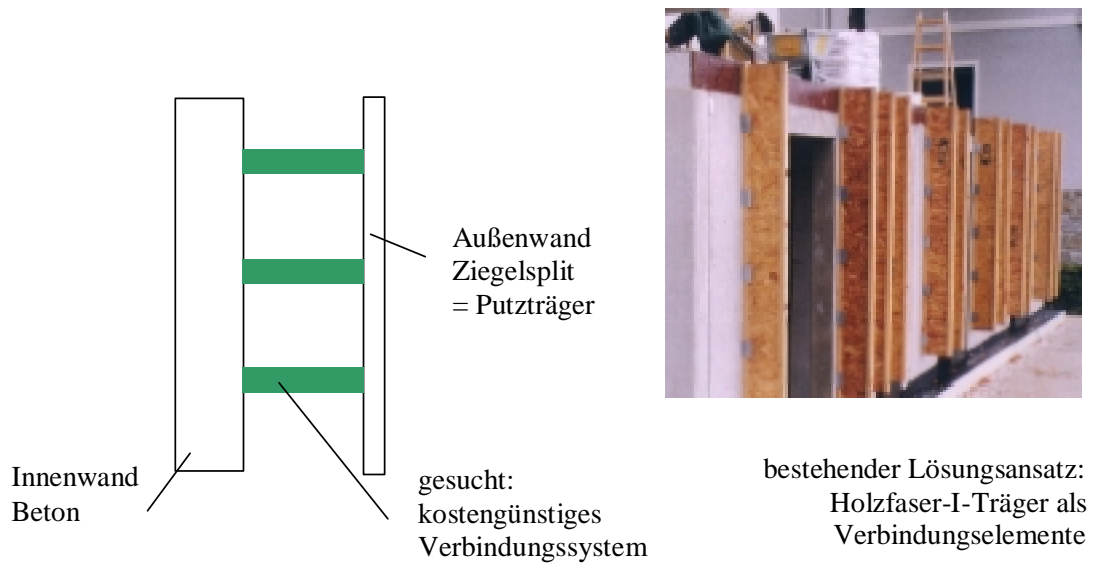 Außenwand
Ziegelsplit
= Putzträger
Innenwand
Beton
gesucht:
kostengünstiges
Verbindungssystem
bestehender Lösungsansatz:
Holzfaser-I-Träger als
Verbindungselemente